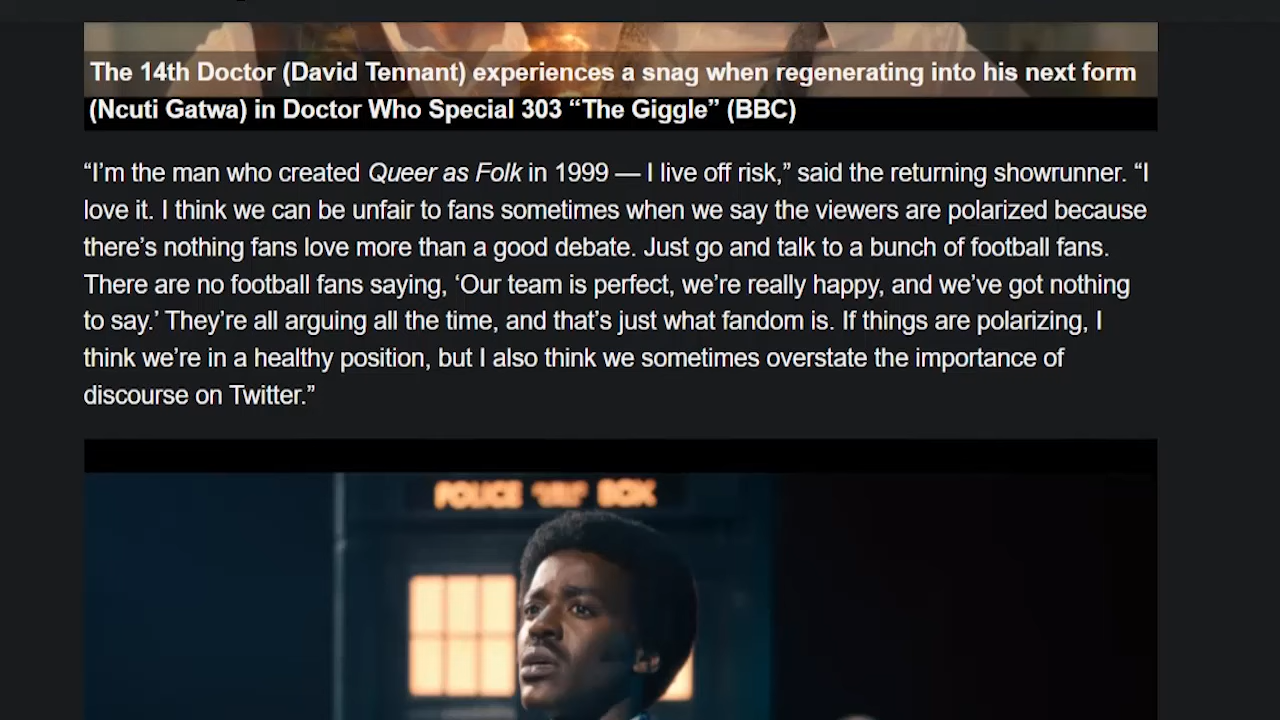 The 14th Doctor (David Tennant) experiences a snag when regenerating into his next form
(Ncuti Gatwa) in Doctor Who Special 303 “The Giggle” (BBC)
“I’m the man who created Queer as Folk in 1999 — I live off risk,” said the returning showrunner. “I
love it. I think we can be unfair to fans sometimes when we say the viewers are polarized because
there’s nothing fans love more than a good debate. Just go and talk to a bunch of football fans.
There are no football fans saying, ‘Our team is perfect, we’re really happy, and we’ve got nothing
to say.’ They’re all arguing all the time, and that’s just what fandom is. If things are polarizing, I
think we’re in a healthy position, but I also think we sometimes overstate the importance of
discourse on Twitter.”
POLICE BOX